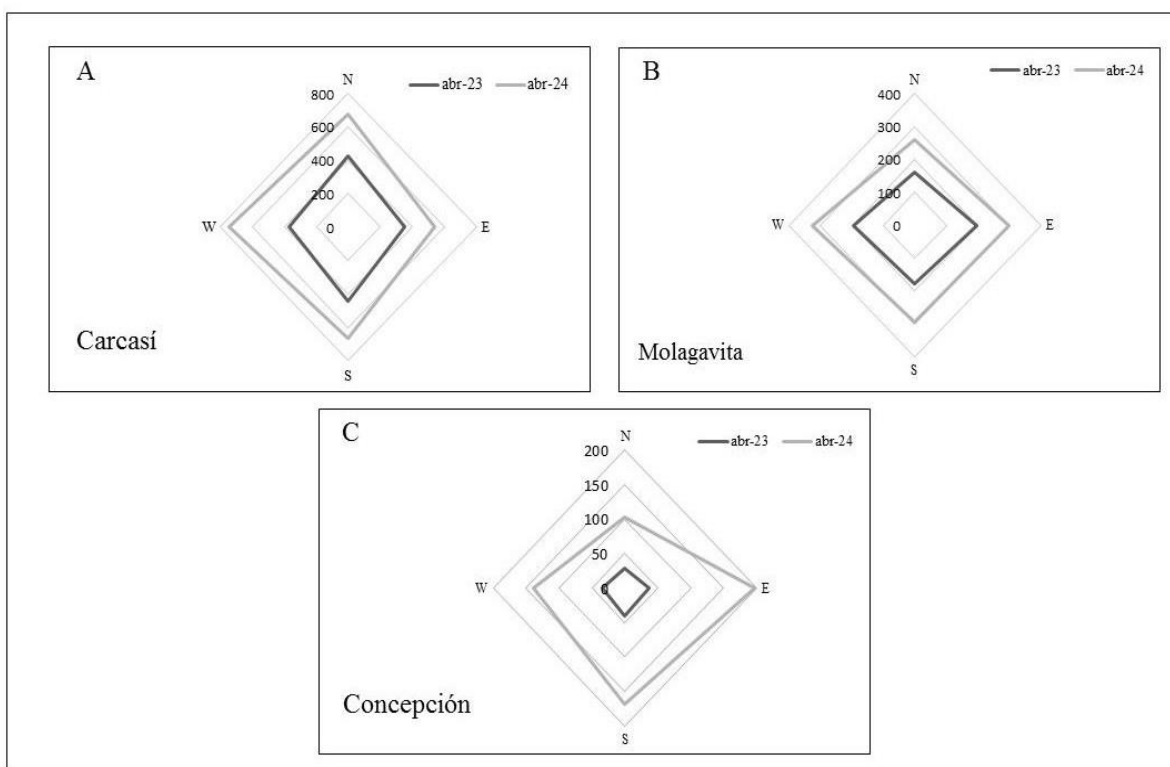 A
N
abr-23 abr-24
800
600
400
200
0
W
E
S
Carcasí
B
N
abr-23 abr-24
400
300
200
100
0
W
E
S
Molagavita
C
N
abr-23 abr-24
200
150
100
50
0
W
E
S
Concepción